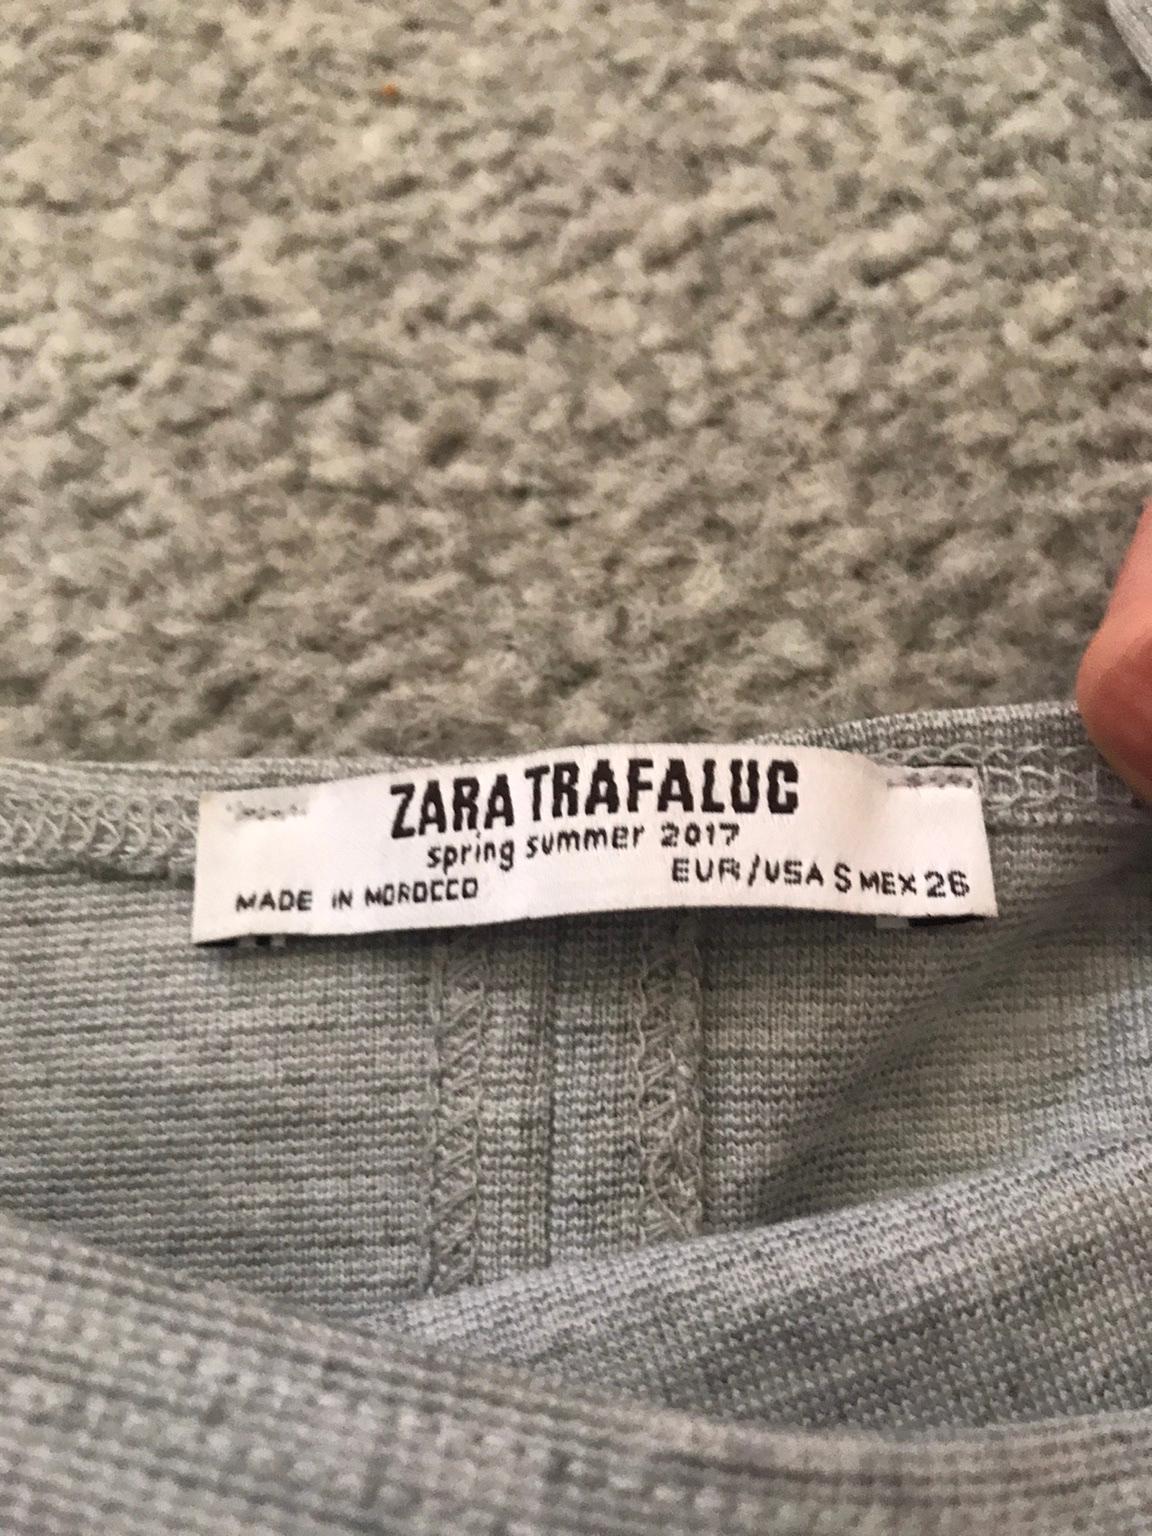 ZARA TRAFALUC
spring summer 2017
EUR/USA S MEX 26
MADE IN MOROCCO